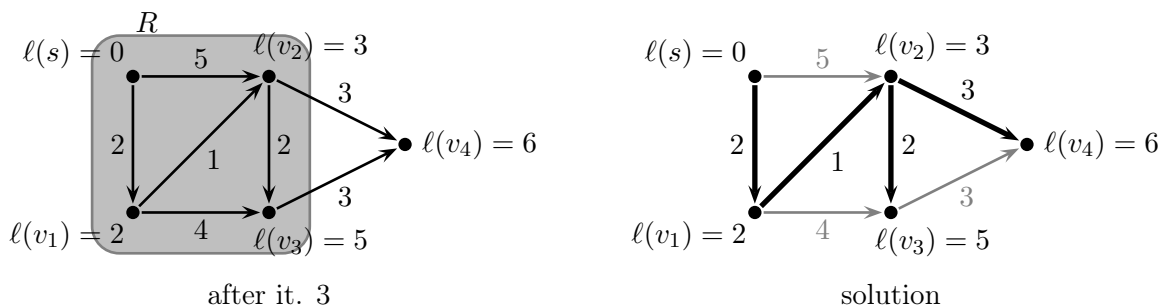 R
ℓ(s) = 0
5
ℓ(v₂) = 3
3
2
1
2
ℓ(v₄) = 6
3
ℓ(v₁) = 2
4
ℓ(v₃) = 5
after it. 3
ℓ(s) = 0
5
ℓ(v₂) = 3
3
2
1
2
ℓ(v₄) = 6
3
ℓ(v₁) = 2
4
ℓ(v₃) = 5
solution